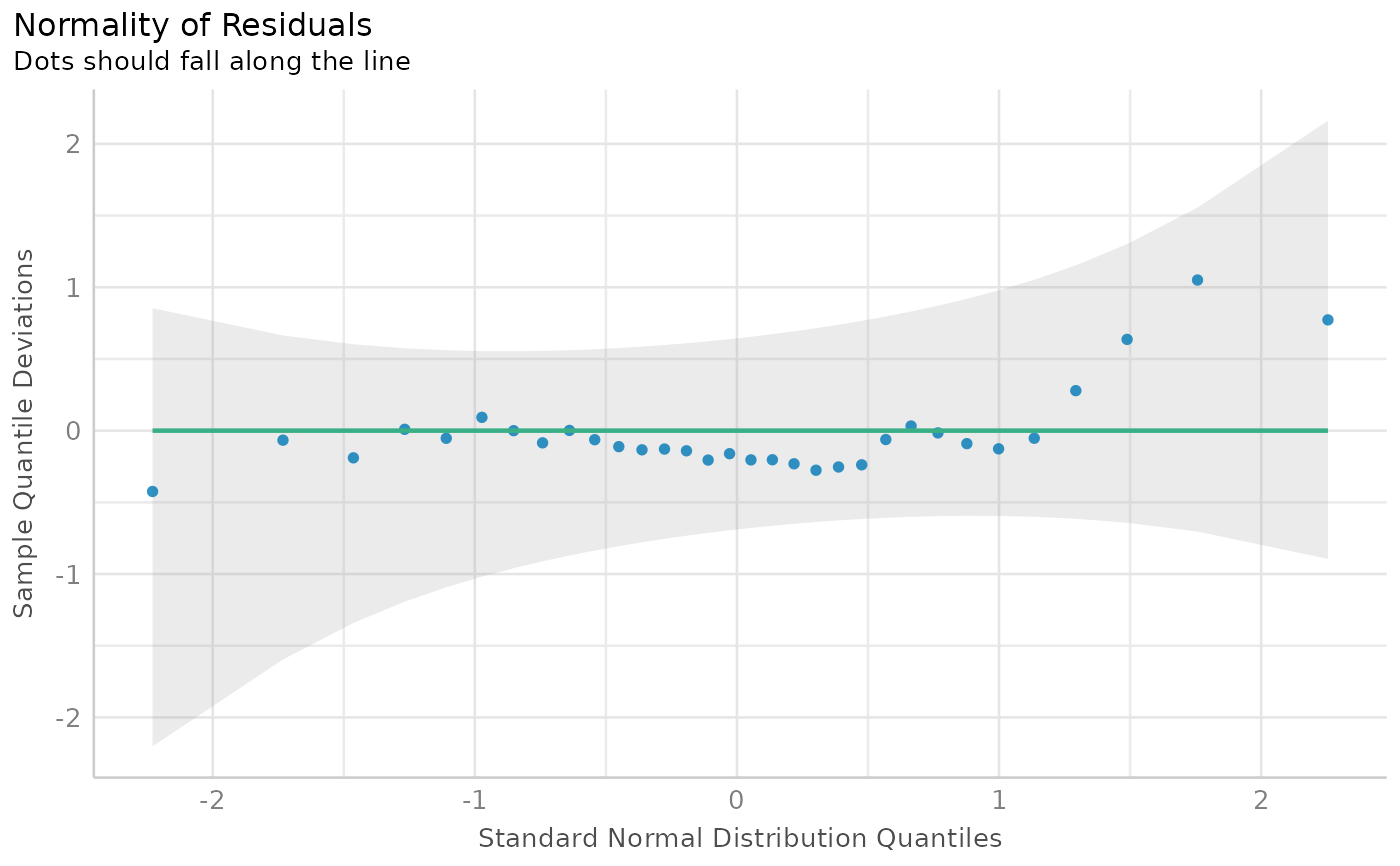 Normality of Residuals
Dots should fall along the line
Sample Quantile Deviations
2
1
0
-1
-2
-2
-1
0
1
2
Standard Normal Distribution Quantiles